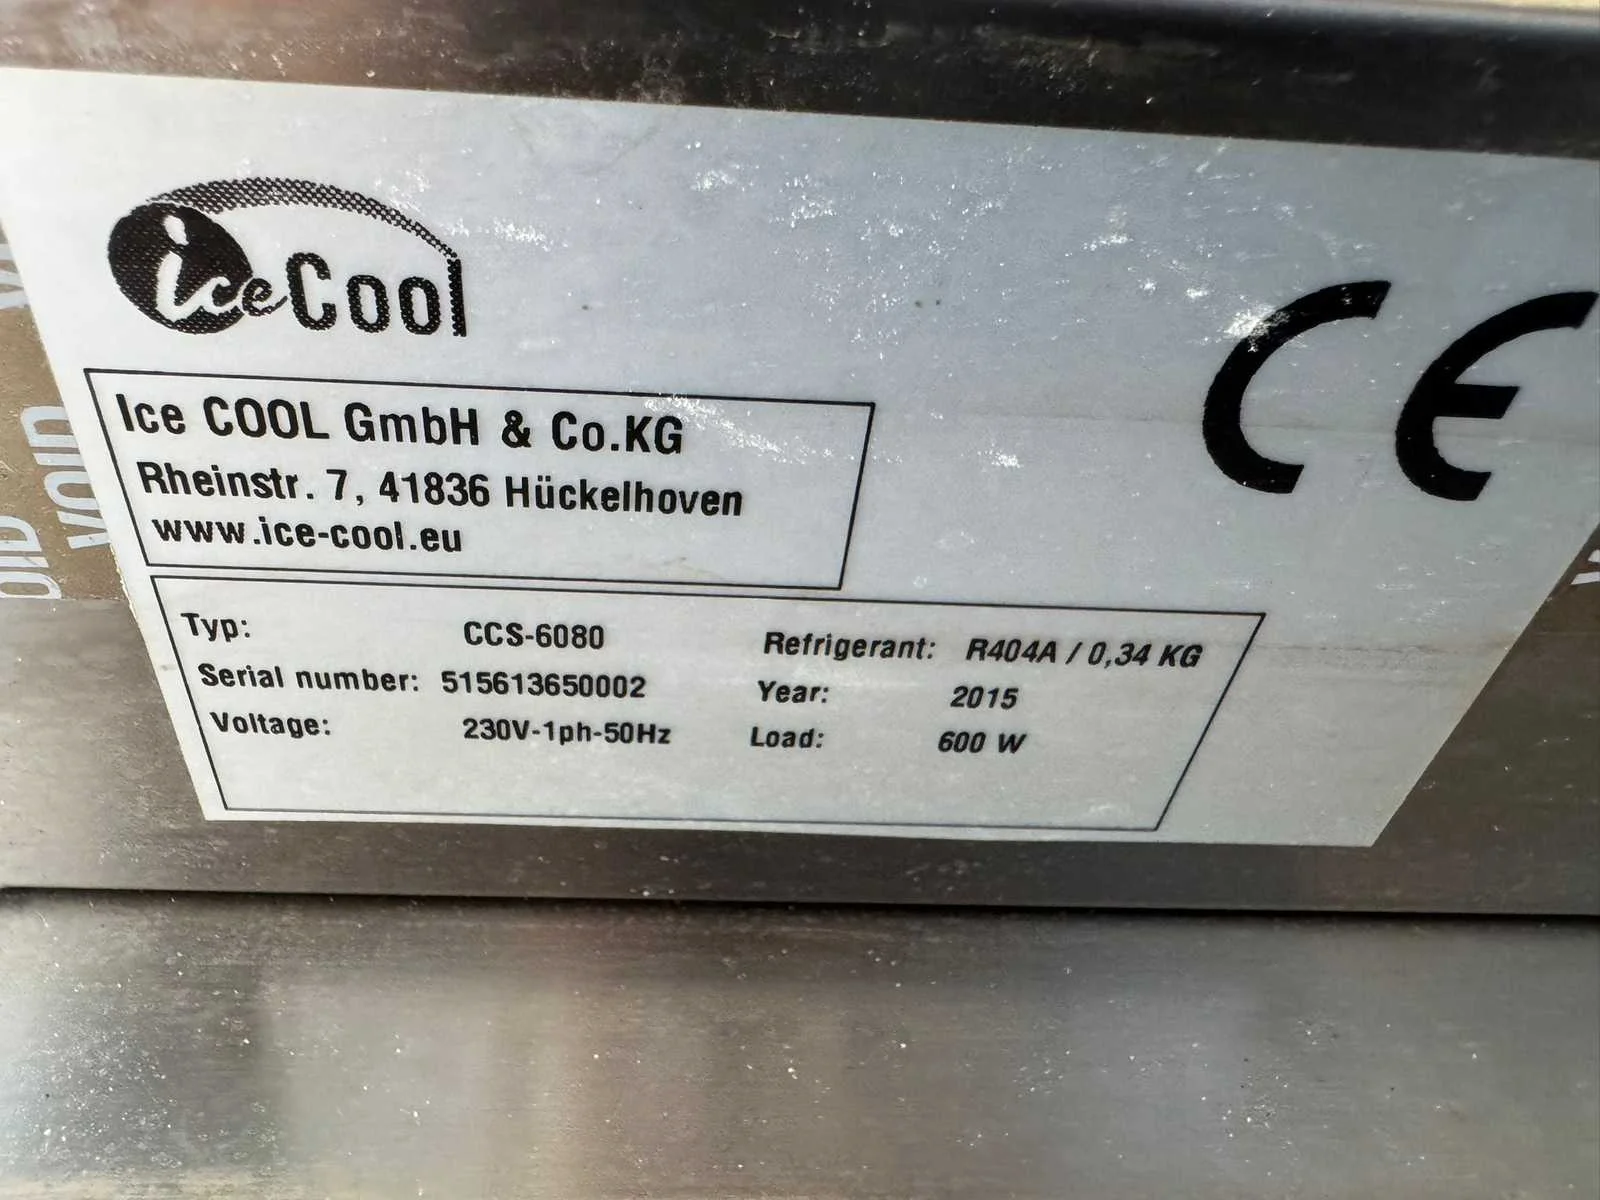 iceCool
CE
Ice COOL GmbH & Co.KG
Rheinstr. 7, 41836 Hückelhoven
www.ice-cool.eu
Typ: CCS-6080 Refrigerant: R404A / 0,34 KG
Serial number: 515613650002 Year: 2015
Voltage: 230V-1ph-50Hz Load: 600 W
VOID